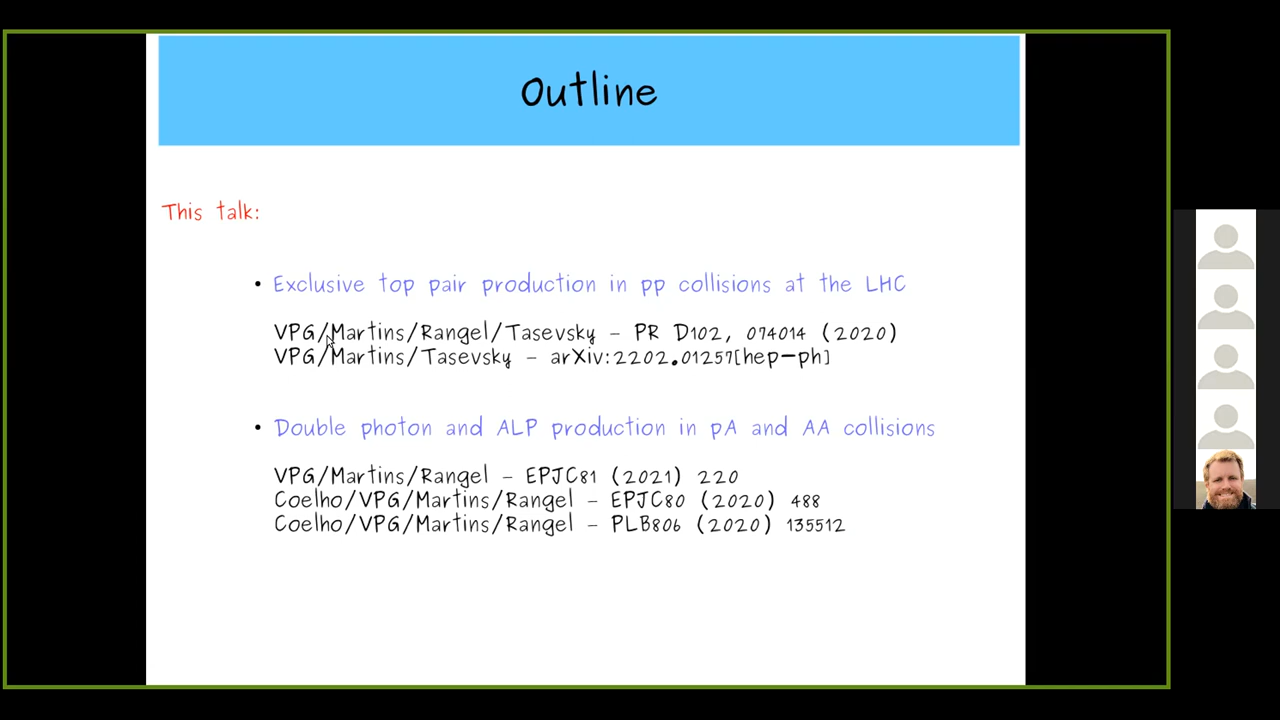 Outline
This talk:
• Exclusive top pair production in pp collisions at the LHC
VPG/Martins/Rangel/Tasevsky – PR D102, 074014 (2020)
VPG/Martins/Tasevsky – arXiv:2202.01257[hep-ph]
• Double photon and ALP production in pA and AA collisions
VPG/Martins/Rangel – EPJC81 (2021) 220
Coelho/VPG/Martins/Rangel – EPJC80 (2020) 488
Coelho/VPG/Martins/Rangel – PLB806 (2020) 135512